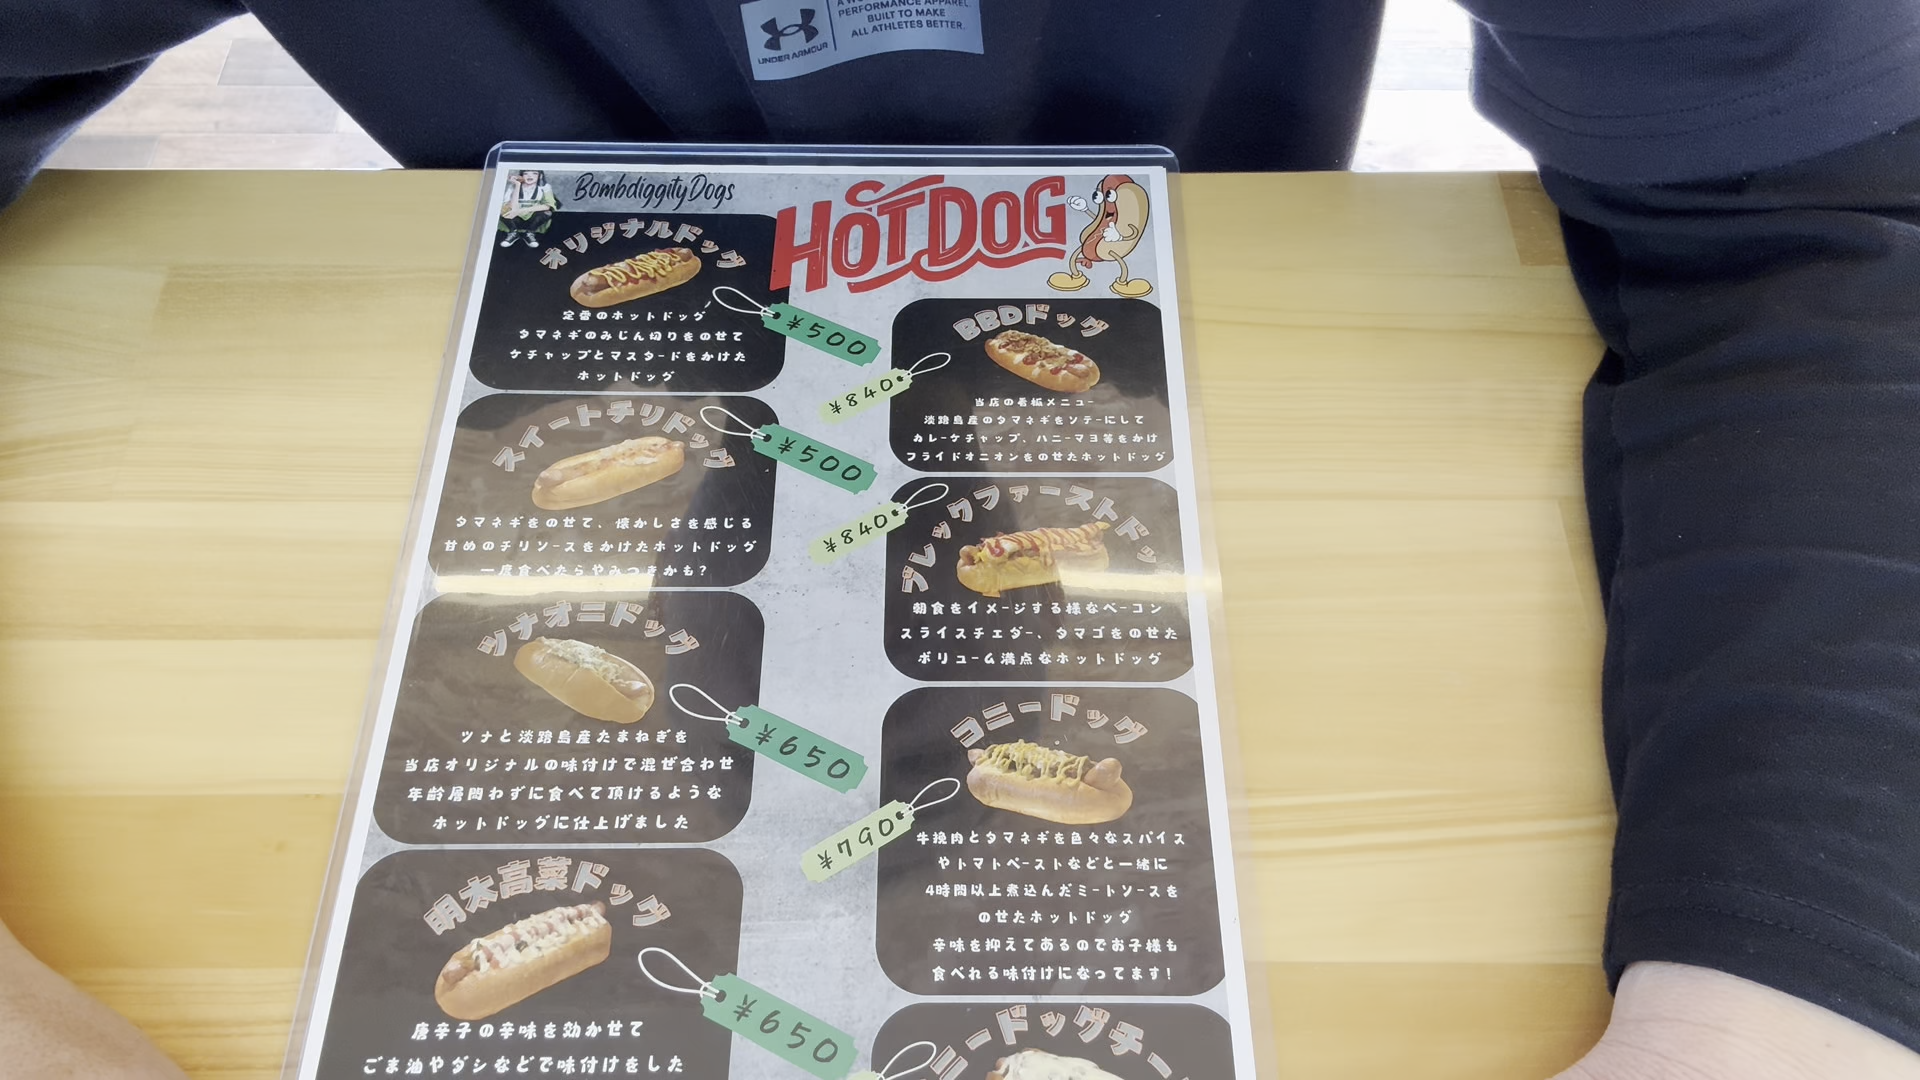 A WO
PERFORMANCE APPAREL.
BUILT TO MAKE
ALL ATHLETES BETTER.
UNDER ARMOUR
BombdiggityDogs
HOTDOG
オリジナルドッグ
定番のホットドッグ
タマネギのみじん切りをのせて
ケチャップとマスタードをかけた
ホットドッグ
¥500
スイートチリドッグ
タマネギをのせて、懐かしさを感じる
甘めのチリソースをかけたホットドッグ
一度食べたらやみつきかも?
¥500
ツナオニドッグ
ツナと淡路島産たまねぎを
当店オリジナルの味付けで混ぜ合わせ
年齢層問わずに食べて頂けるような
ホットドッグに仕上げました
¥650
明太高菜ドッグ
唐辛子の辛味を効かせて
ごま油やダシなどで味付けをした
¥650
BBDドッグ
当店の看板メニュー
淡路島産のタマネギをソテーにして
カレーケチャップ、ハニーマヨ等をかけ
フライドオニオンをのせたホットドッグ
¥840
ブレックファーストドッ
朝食をイメージする様なベーコン
スライスチェダー、タマゴをのせた
ボリューム満点なホットドッグ
¥840
ヨニードッグ
牛挽肉とタマネギを色々なスパイス
やトマトペーストなどと一緒に
4時間以上煮込んだミートソースを
のせたホットドッグ
辛味を抑えてあるのでお子様も
食べれる味付けになってます!
¥790
ニードッグチー